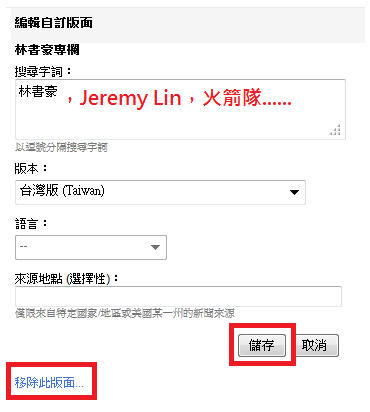 編輯自訂版面
林書豪專欄
搜尋字詞：
林書豪，Jeremy Lin，火箭隊......
以逗號分隔搜尋字詞
版本：
台灣版 (Taiwan)
語言：
--
來源地點 (選擇性)：
僅限來自特定國家/地區或美國某一州的新聞來源
儲存 取消
移除此版面...